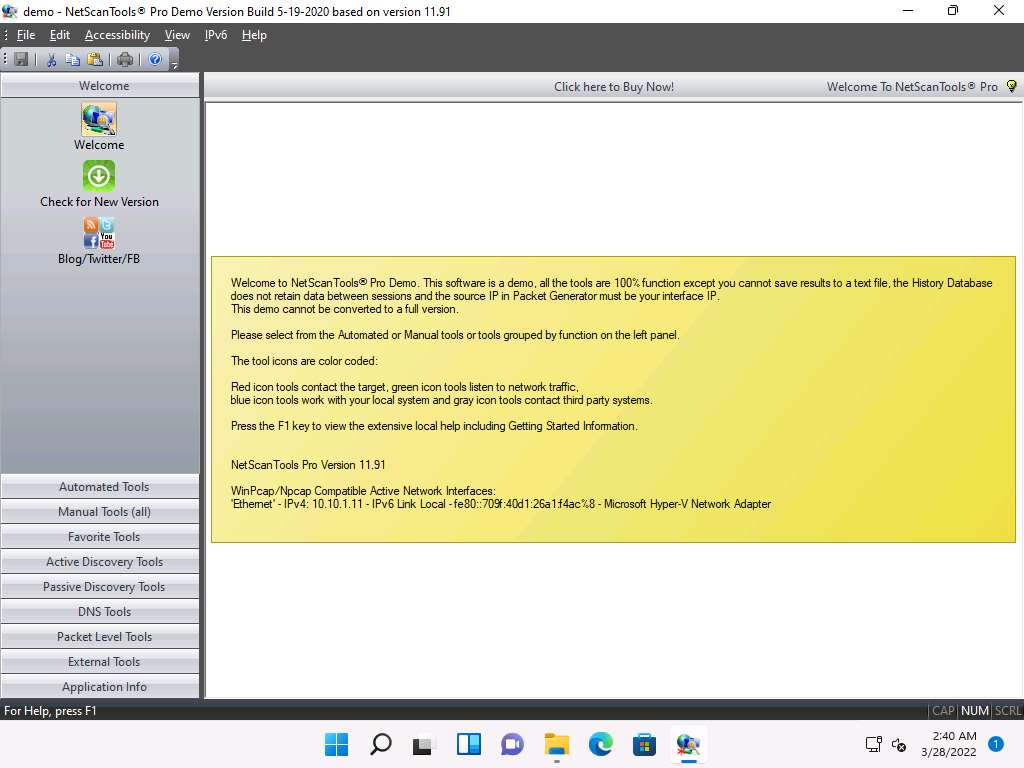 demo - NetScanTools® Pro Demo Version Build 5-19-2020 based on version 11.91
File Edit Accessibility View IPv6 Help
Welcome
Click here to Buy Now!
Welcome To NetScanTools® Pro
Welcome
Check for New Version
You
Tube
Blog/Twitter/FB
Welcome to NetScanTools® Pro Demo. This software is a demo, all the tools are 100% function except you cannot save results to a text file, the History Database
does not retain data between sessions and the source IP in Packet Generator must be your interface IP.
This demo cannot be converted to a full version.
Please select from the Automated or Manual tools or tools grouped by function on the left panel.
The tool icons are color coded:
Red icon tools contact the target, green icon tools listen to network traffic,
blue icon tools work with your local system and gray icon tools contact third party systems.
Press the F1 key to view the extensive local help including Getting Started Information.
NetScanTools Pro Version 11.91
WinPcap/Npcap Compatible Active Network Interfaces:
'Ethernet' - IPv4: 10.10.1.11 - IPv6 Link Local - fe80::709f:40d1:26a1:f4ac%8 - Microsoft Hyper-V Network Adapter
Automated Tools
Manual Tools (all)
Favorite Tools
Active Discovery Tools
Passive Discovery Tools
DNS Tools
Packet Level Tools
External Tools
Application Info
For Help, press F1
CAP NUM SCRL
2:40 AM
3/28/2022
1